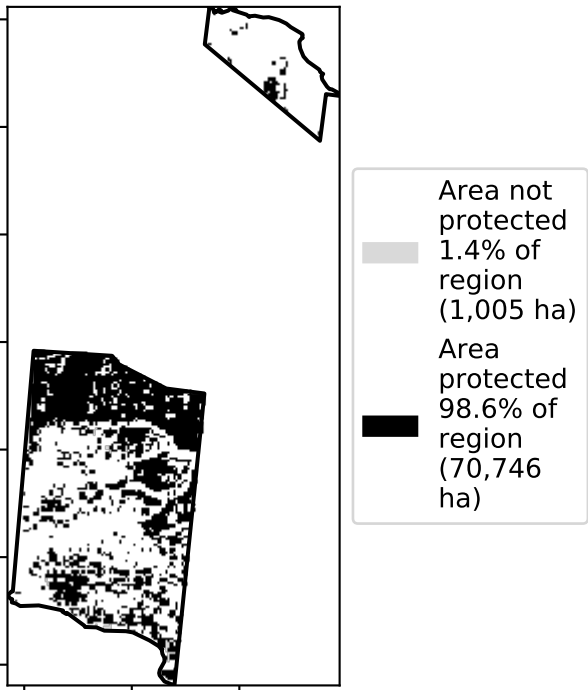 Area not
protected
1.4% of
region
(1,005 ha)
Area
protected
98.6% of
region
(70,746
ha)